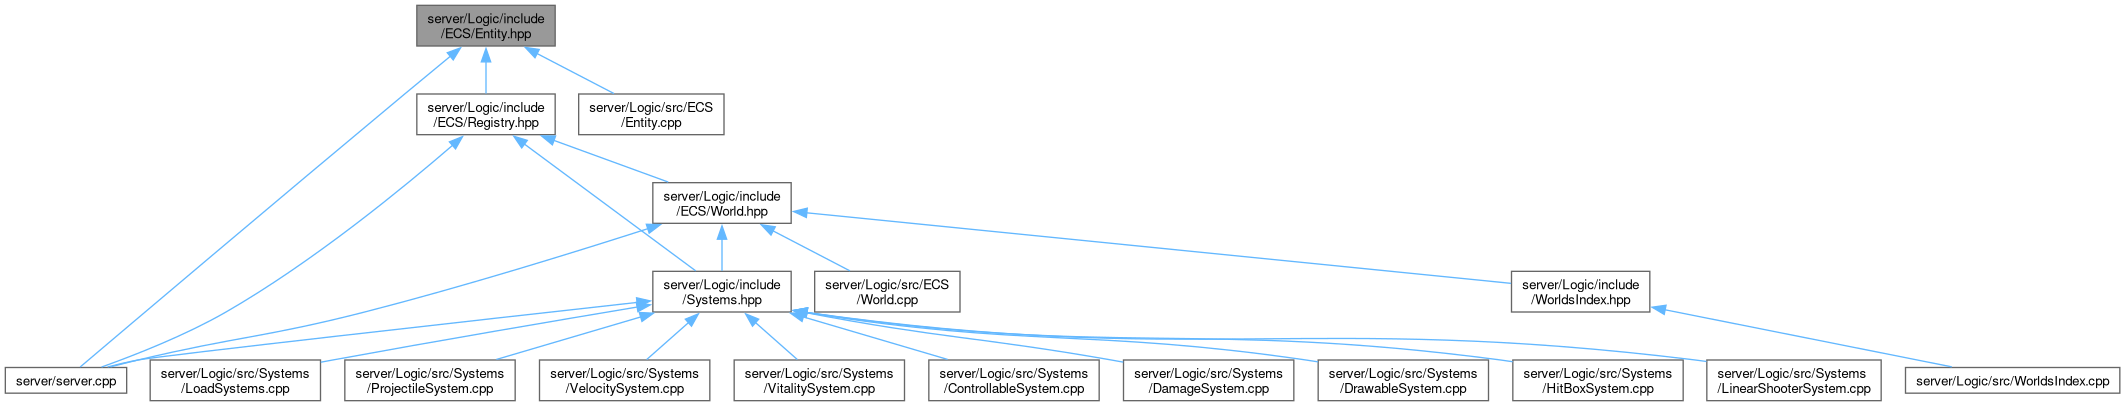 server/Logic/include
/ECS/Entity.hpp
server/Logic/include
/ECS/Registry.hpp
server/Logic/src/ECS
/Entity.cpp
server/Logic/include
/ECS/World.hpp
server/Logic/include
/Systems.hpp
server/Logic/src/ECS
/World.cpp
server/Logic/include
/WorldsIndex.hpp
server/server.cpp
server/Logic/src/Systems
/LoadSystems.cpp
server/Logic/src/Systems
/ProjectileSystem.cpp
server/Logic/src/Systems
/VelocitySystem.cpp
server/Logic/src/Systems
/VitalitySystem.cpp
server/Logic/src/Systems
/ControllableSystem.cpp
server/Logic/src/Systems
/DamageSystem.cpp
server/Logic/src/Systems
/DrawableSystem.cpp
server/Logic/src/Systems
/HitBoxSystem.cpp
server/Logic/src/Systems
/LinearShooterSystem.cpp
server/Logic/src/WorldsIndex.cpp